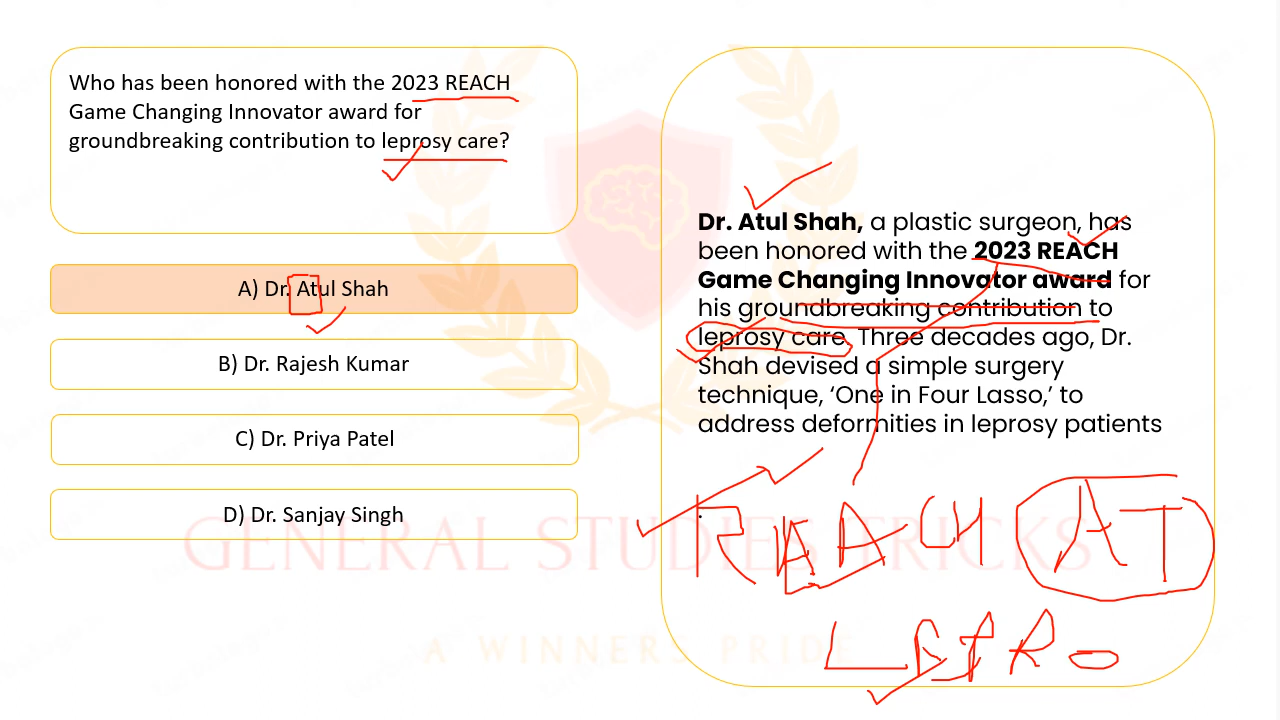 Who has been honored with the 2023 REACH
Game Changing Innovator award for
groundbreaking contribution to leprosy care?
A) Dr. Atul Shah
B) Dr. Rajesh Kumar
C) Dr. Priya Patel
D) Dr. Sanjay Singh
Dr. Atul Shah, a plastic surgeon, has
been honored with the 2023 REACH
Game Changing Innovator award for
his groundbreaking contribution to
leprosy care. Three decades ago, Dr.
Shah devised a simple surgery
technique, ‘One in Four Lasso,’ to
address deformities in leprosy patients
REACH AT
LEPRO
GENERAL STUDIES TRICKS
A WINNERS PRIDE